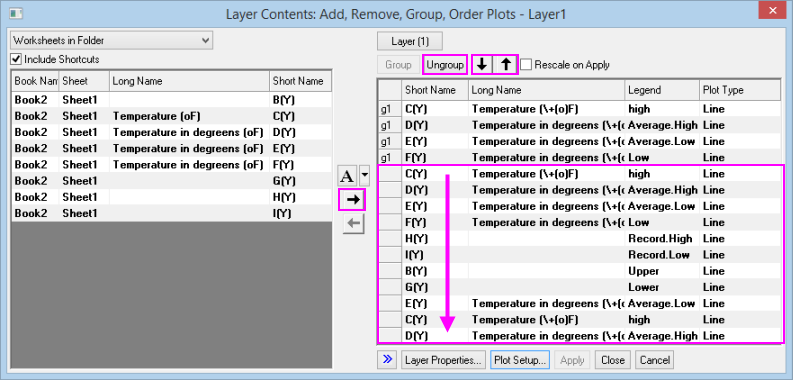 Layer Contents: Add, Remove, Group, Order Plots - Layer1
Worksheets in Folder
Include Shortcuts
Book Nam Sheet Long Name Short Name
Book2 Sheet1 B(Y)
Book2 Sheet1 Temperature (oF) C(Y)
Book2 Sheet1 Temperature in degreens (oF) D(Y)
Book2 Sheet1 Temperature in degreens (oF) E(Y)
Book2 Sheet1 Temperature in degreens (oF) F(Y)
Book2 Sheet1 G(Y)
Book2 Sheet1 H(Y)
Book2 Sheet1 I(Y)
A
Layer (1)
Group Ungroup Rescale on Apply
Short Name Long Name Legend Plot Type
g1 C(Y) Temperature (\+(o)F) high Line
g1 D(Y) Temperature in degreens (\+(o Average.High Line
g1 E(Y) Temperature in degreens (\+(o Average.Low Line
g1 F(Y) Temperature in degreens (\+(o Low Line
C(Y) Temperature (\+(o)F) high Line
D(Y) Temperature in degreens (\+(o Average.High Line
E(Y) Temperature in degreens (\+(o Average.Low Line
F(Y) Temperature in degreens (\+(o Low Line
H(Y) Record.High Line
I(Y) Record.Low Line
B(Y) Upper Line
G(Y) Lower Line
E(Y) Temperature in degreens (\+(o Average.Low Line
C(Y) Temperature (\+(o)F) high Line
D(Y) Temperature in degreens (\+(o Average.High Line
Layer Properties... Plot Setup... Apply Close Cancel